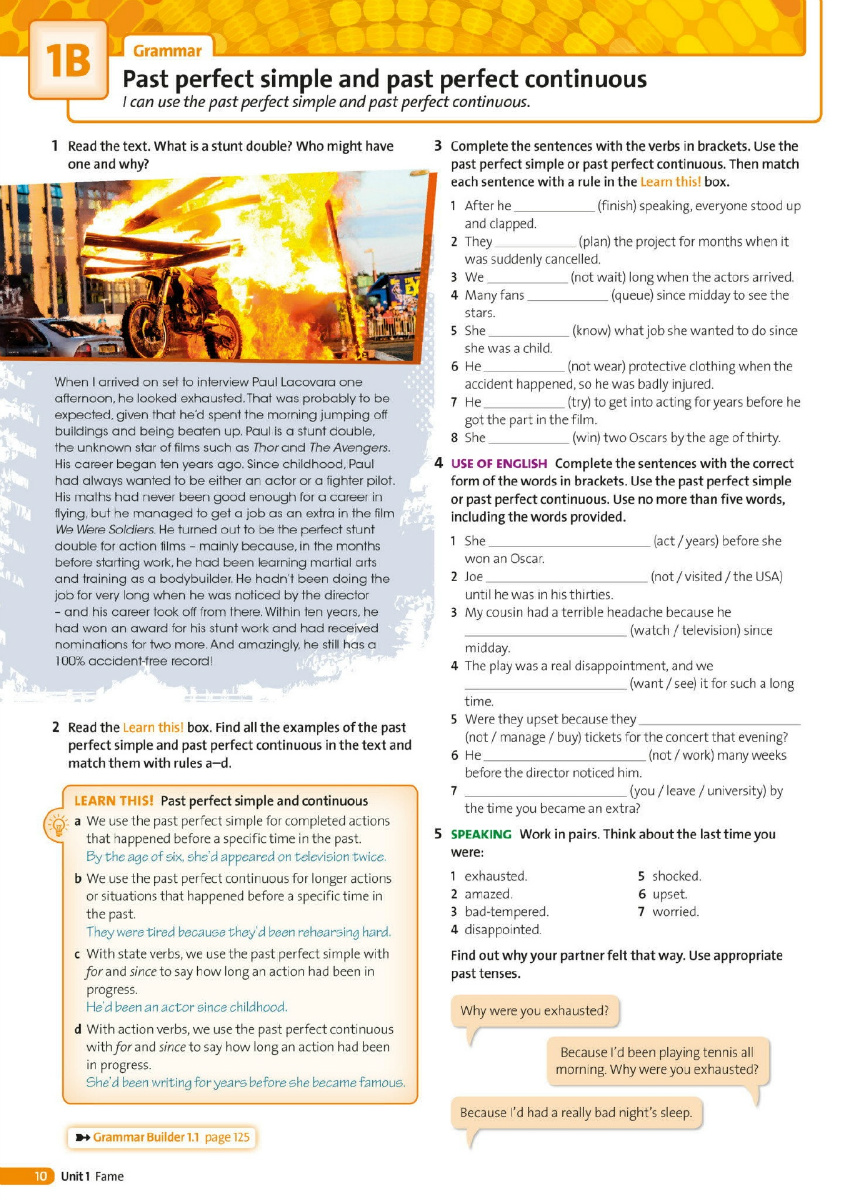 1B
Grammar
Past perfect simple and past perfect continuous
I can use the past perfect simple and past perfect continuous.
1 Read the text. What is a stunt double? Who might have
one and why?
When I arrived on set to interview Paul Lacovara one
afternoon, he looked exhausted. That was probably to be
expected, given that he'd spent the morning jumping off
buildings and being beaten up. Paul is a stunt double,
the unknown star of films such as Thor and The Avengers.
His career began ten years ago. Since childhood, Paul
had always wanted to be either an actor or a fighter pilot.
His maths had never been good enough for a career in
flying, but he managed to get a job as an extra in the film
We Were Soldiers. He turned out to be the perfect stunt
double for action films – mainly because, in the months
before starting work, he had been learning martial arts
and training as a bodybuilder. He hadn't been doing the
job for very long when he was noticed by the director
– and his career took off from there. Within ten years, he
had won an award for his stunt work and had received
nominations for two more. And amazingly, he still has a
100% accident-free record!
2 Read the Learn this! box. Find all the examples of the past
perfect simple and past perfect continuous in the text and
match them with rules a–d.
LEARN THIS! Past perfect simple and continuous
a We use the past perfect simple for completed actions
that happened before a specific time in the past.
By the age of six, she'd appeared on television twice.
b We use the past perfect continuous for longer actions
or situations that happened before a specific time in
the past.
They were tired because they'd been rehearsing hard.
c With state verbs, we use the past perfect simple with
for and since to say how long an action had been in
progress.
He'd been an actor since childhood.
d With action verbs, we use the past perfect continuous
with for and since to say how long an action had been
in progress.
She'd been writing for years before she became famous.
Grammar Builder 1.1 page 125
3 Complete the sentences with the verbs in brackets. Use the
past perfect simple or past perfect continuous. Then match
each sentence with a rule in the Learn this! box.
1 After he ____________ (finish) speaking, everyone stood up
and clapped.
2 They ____________ (plan) the project for months when it
was suddenly cancelled.
3 We ____________ (not wait) long when the actors arrived.
4 Many fans ____________ (queue) since midday to see the
stars.
5 She ____________ (know) what job she wanted to do since
she was a child.
6 He ____________ (not wear) protective clothing when the
accident happened, so he was badly injured.
7 He ____________ (try) to get into acting for years before he
got the part in the film.
8 She ____________ (win) two Oscars by the age of thirty.
4 USE OF ENGLISH Complete the sentences with the correct
form of the words in brackets. Use the past perfect simple
or past perfect continuous. Use no more than five words,
including the words provided.
1 She ________________________ (act / years) before she
won an Oscar.
2 Joe ________________________ (not / visited / the USA)
until he was in his thirties.
3 My cousin had a terrible headache because he
________________________ (watch / television) since
midday.
4 The play was a real disappointment, and we
________________________ (want / see) it for such a long
time.
5 Were they upset because they ________________________
(not / manage / buy) tickets for the concert that evening?
6 He ________________________ (not / work) many weeks
before the director noticed him.
7 ________________________ (you / leave / university) by
the time you became an extra?
5 SPEAKING Work in pairs. Think about the last time you
were:
1 exhausted.
2 amazed.
3 bad-tempered.
4 disappointed.
5 shocked.
6 upset.
7 worried.
Find out why your partner felt that way. Use appropriate
past tenses.
Why were you exhausted?
Because I'd been playing tennis all
morning. Why were you exhausted?
Because I'd had a really bad night's sleep.
10 Unit 1 Fame